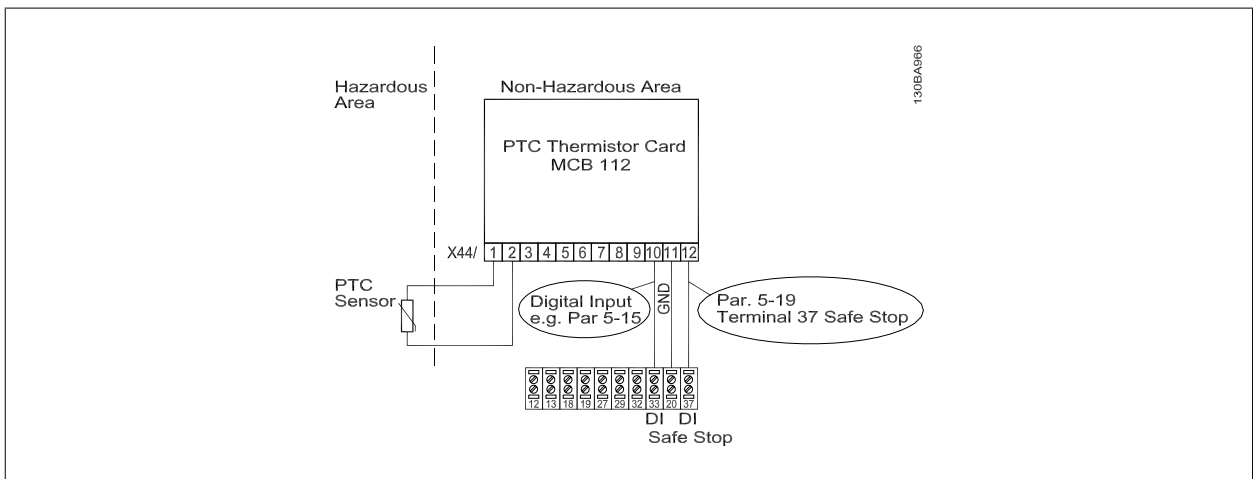 130BA966
Hazardous
Area
Non-Hazardous Area
PTC Thermistor Card
MCB 112
X44/ 1 2 3 4 5 6 7 8 9 10 11 12
PTC
Sensor
Digital Input
e.g. Par 5-15
GND
Par. 5-19
Terminal 37 Safe Stop
12 13 18 19 27 29 32 33 20 37
DI DI
Safe Stop